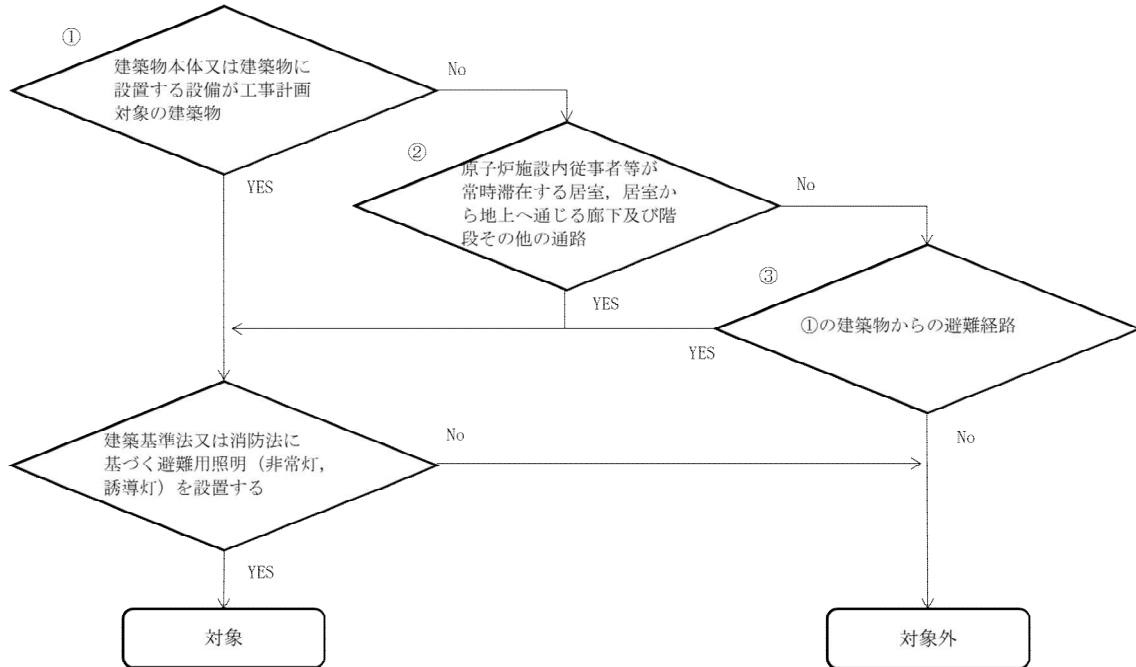 ①
建築物本体又は建築物に
設置する設備が工事計画
対象の建築物
No
YES
②
原子炉施設内従事者等が
常時滞在する居室，居室か
ら地上へ通じる廊下及び階
段その他の通路
No
YES
③
①の建築物からの避難経路
YES
No
建築基準法又は消防法に
基づく避難用照明（非常灯，
誘導灯）を設置する
No
YES
対象
対象外